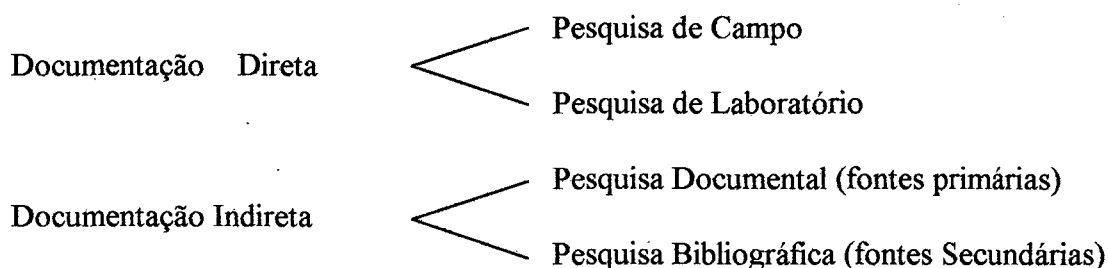 Pesquisa de Campo
Documentação Direta
Pesquisa de Laboratório
Pesquisa Documental (fontes primárias)
Documentação Indireta
Pesquisa Bibliográfica (fontes Secundárias)